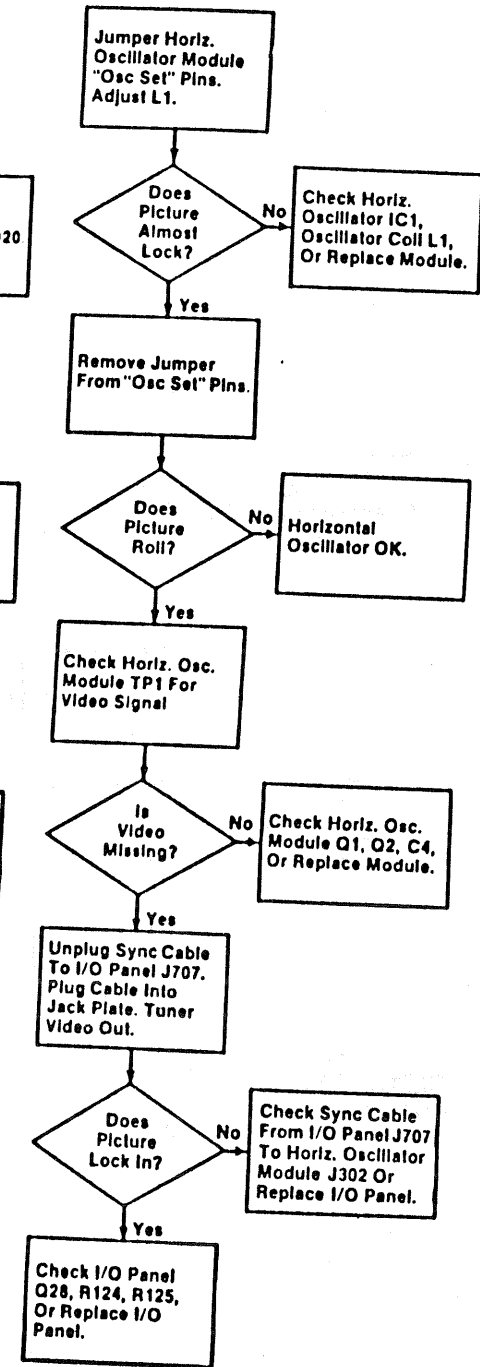 Jumper Horiz.
Oscillator Module
"Osc Set" Pins.
Adjust L1.
Does
Picture
Almost
Lock?
No
Check Horiz.
Oscillator IC1,
Oscillator Coil L1,
Or Replace Module.
020
Yes
Remove Jumper
From "Osc Set" Pins.
Does
Picture
Roll?
No
Horizontal
Oscillator OK.
Yes
Check Horiz. Osc.
Module TP1 For
Video Signal
Is
Video
Missing?
No
Check Horiz. Osc.
Module Q1, Q2, C4,
Or Replace Module.
Yes
Unplug Sync Cable
To I/O Panel J707.
Plug Cable Into
Jack Plate. Tuner
Video Out.
Does
Picture
Lock In?
No
Check Sync Cable
From I/O Panel J707
To Horiz. Oscillator
Module J302 Or
Replace I/O Panel.
Yes
Check I/O Panel
Q28, R124, R125,
Or Replace I/O
Panel.